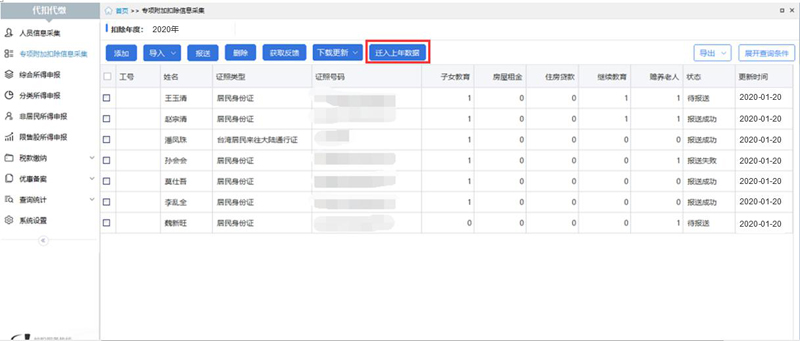 代扣代缴
首页 >> 专项附加扣除信息采集
人员信息采集
专项附加扣除信息采集
综合所得申报
分类所得申报
非居民所得申报
限售股所得申报
税款缴纳
优惠备案
查询统计
系统设置
扣除年度: 2020年
添加 导入 报送 删除 获取反馈 下载更新 迁入上年数据 导出 展开查询条件
工号 姓名 证照类型 证照号码 子女教育 房屋租金 住房贷款 继续教育 赡养老人 状态 更新时间
王玉清 居民身份证 1 0 0 1 1 待报送 2020-01-20
赵宗清 居民身份证 1 0 0 1 1 报送成功 2020-01-20
潘凤珠 台湾居民来往大陆通行证 1 0 0 0 0 报送成功 2020-01-20
孙会会 居民身份证 1 0 0 0 1 报送失败 2020-01-20
莫仕吾 居民身份证 1 0 0 0 0 报送成功 2020-01-20
李乱全 居民身份证 1 0 0 0 0 报送成功 2020-01-20
魏新旺 居民身份证 0 0 0 0 1 待报送 2020-01-20